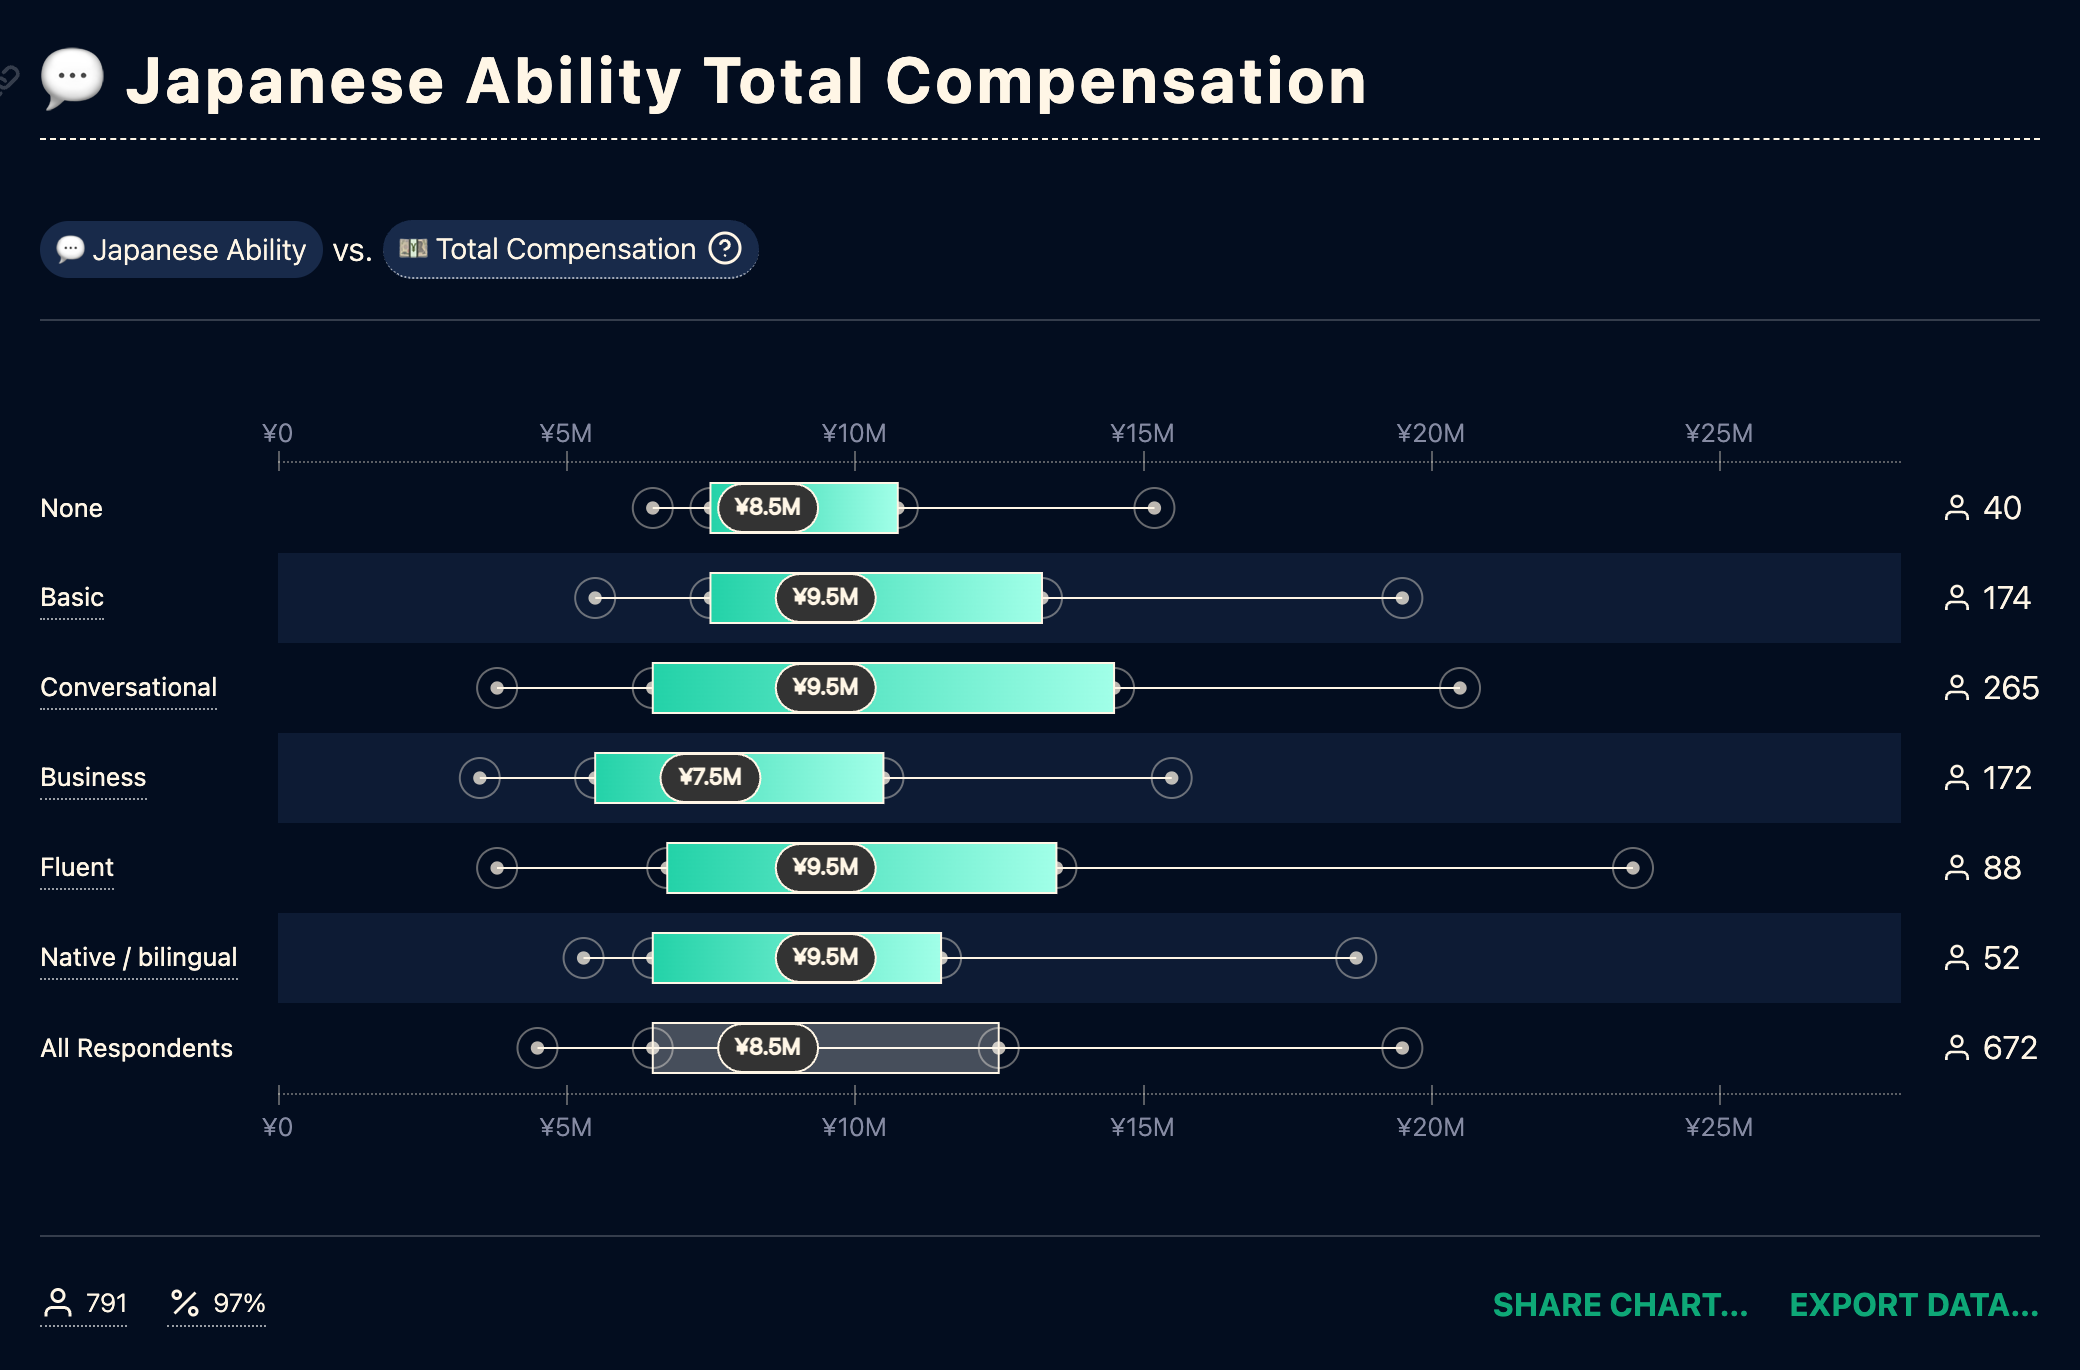 💬 Japanese Ability Total Compensation
💬 Japanese Ability vs. 💵 Total Compensation ?
¥0 ¥5M ¥10M ¥15M ¥20M ¥25M
None ¥8.5M 40
Basic ¥9.5M 174
Conversational ¥9.5M 265
Business ¥7.5M 172
Fluent ¥9.5M 88
Native / bilingual ¥9.5M 52
All Respondents ¥8.5M 672
¥0 ¥5M ¥10M ¥15M ¥20M ¥25M
791 % 97% SHARE CHART... EXPORT DATA...